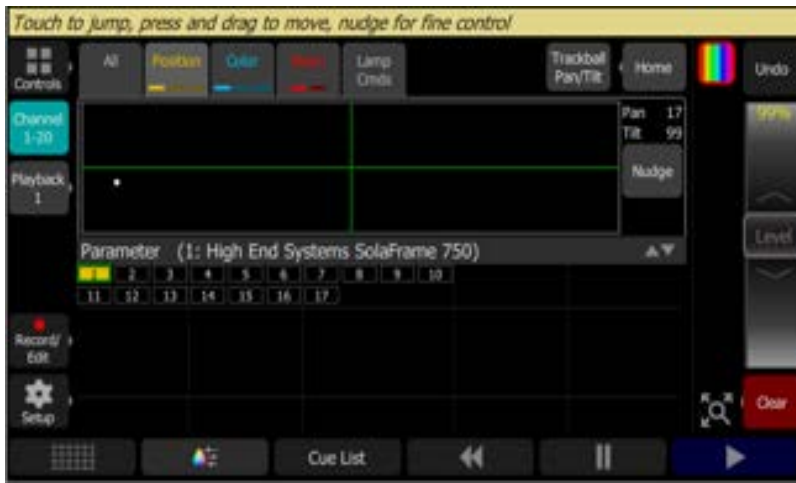 Touch to jump, press and drag to move, nudge for fine control
Controls
All
Position
Color
Beam
Lamp
Cmds
Trackball
Pan/Tilt
Home
Undo
Channel
1-20
Pan 17
Tilt 99
99%
Playback
1
Nudge
Level
Parameter (1: High End Systems SolaFrame 750)
1 2 3 4 5 6 7 8 9 10
11 12 13 14 15 16 17
Record/
Edit
Setup
Clear
Cue List